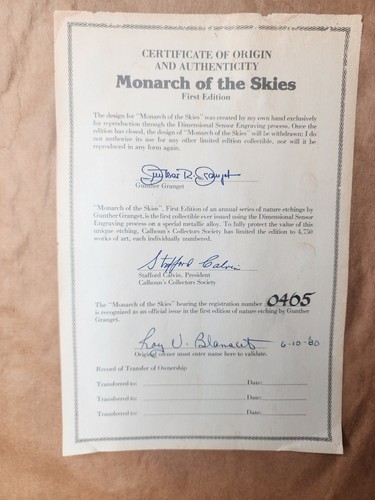 CERTIFICATE OF ORIGIN
AND AUTHENTICITY
Monarch of the Skies
First Edition
The design for "Monarch of the Skies" was created by my own hand exclusively
for reproduction through the Dimensional Sensor Engraving process. Once the
edition has closed, the design of "Monarch of the Skies" will be withdrawn; I do
not authorize its use for any other limited edition collectible, nor will it be
reproduced in any form again.
Gunther R. Granget
Gunther Granget
"Monarch of the Skies", First Edition of an annual series of nature etchings by
Gunther Granget, is the first collectible ever issued using the Dimensional Sensor
Engraving process on a special metallic alloy. To fully protect the value of this
unique etching, Calhoun's Collectors Society has limited the edition to 4,750
works of art, each individually numbered.
Stafford Calvin
Stafford Calvin, President
Calhoun's Collectors Society
The "Monarch of the Skies" bearing the registration number 0465
is recognized as an official issue in the first edition of nature etching by Gunther
Granget.
Ray V. 6-10-80
Original owner must enter name here to validate.
Record of Transfer of Ownership
Transferred to: Date:
Transferred to: Date:
Transferred to: Date: